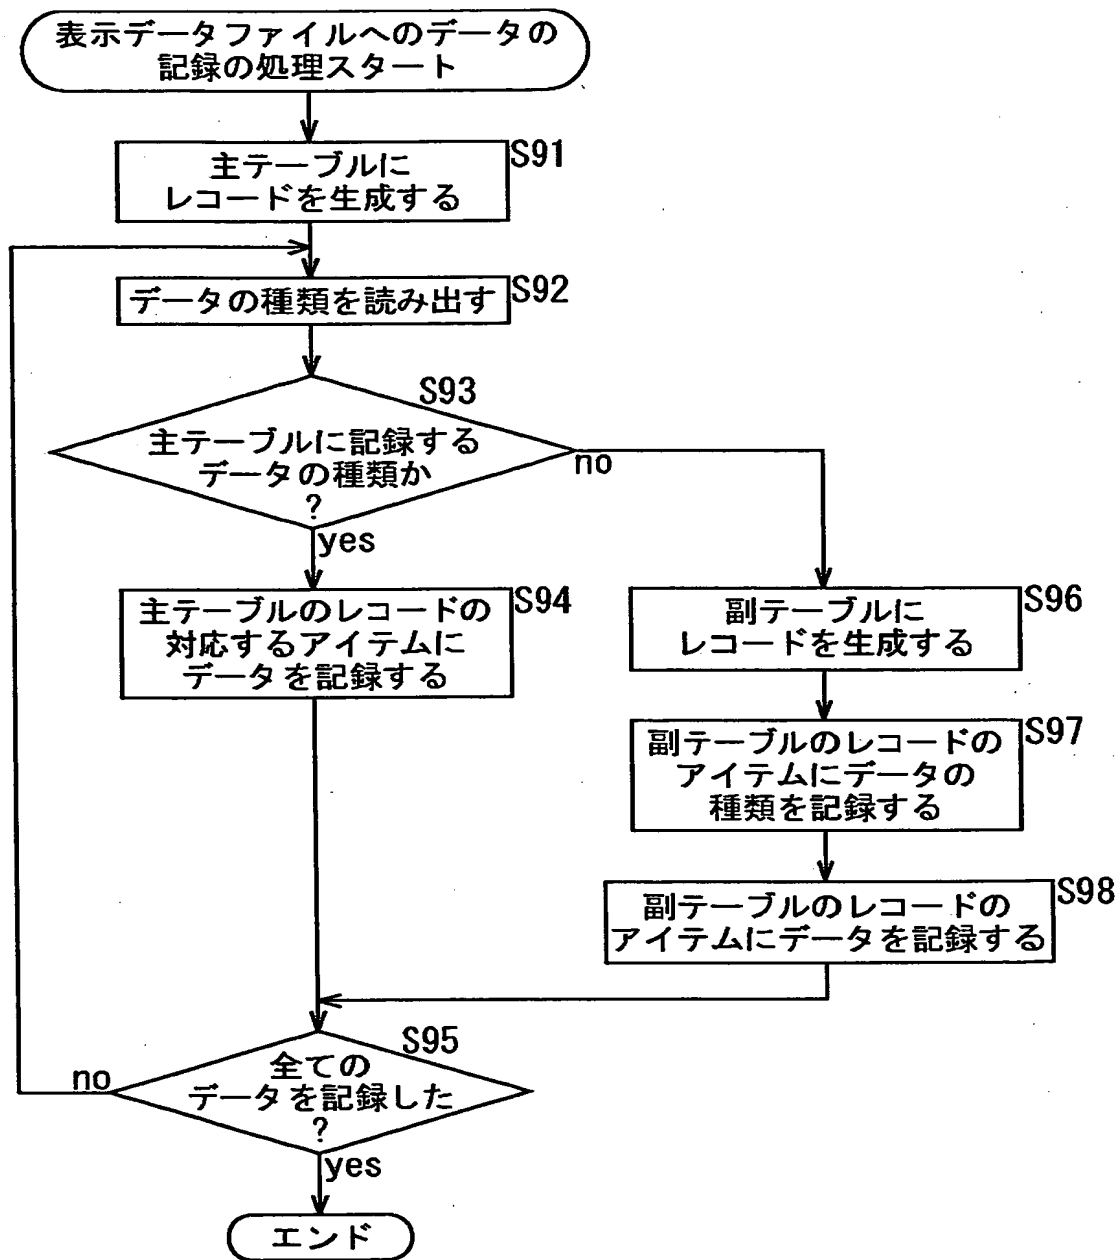 表示データファイルへのデータの
記録の処理スタート
S91
主テーブルに
レコードを生成する
S92
データの種類を読み出す
S93
主テーブルに記録する
データの種類か
?
no
yes
S94
主テーブルのレコードの
対応するアイテムに
データを記録する
S96
副テーブルに
レコードを生成する
S97
副テーブルのレコードの
アイテムにデータの
種類を記録する
S98
副テーブルのレコードの
アイテムにデータを記録する
S95
全ての
データを記録した
?
no
yes
エンド